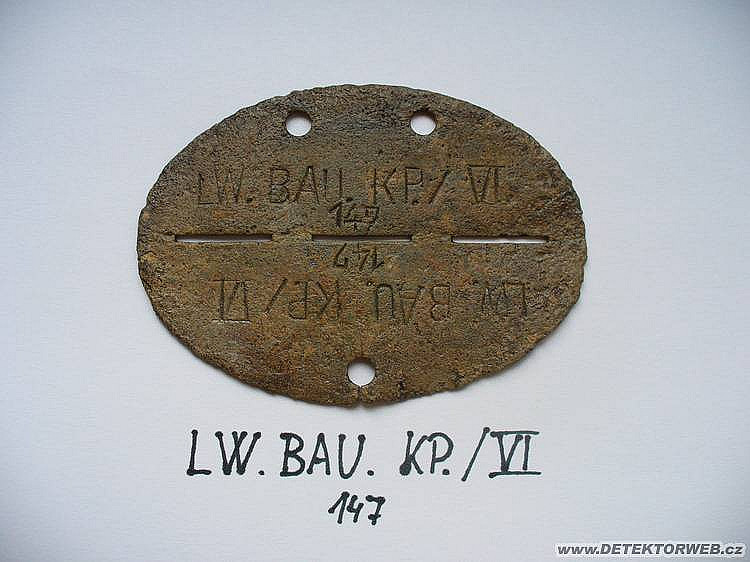 LW. BAU. KP./ VI.
147
147
LW. BAU. KP./ VI
LW. BAU. KP./VI
147
www.DETEKTORWEB.cz